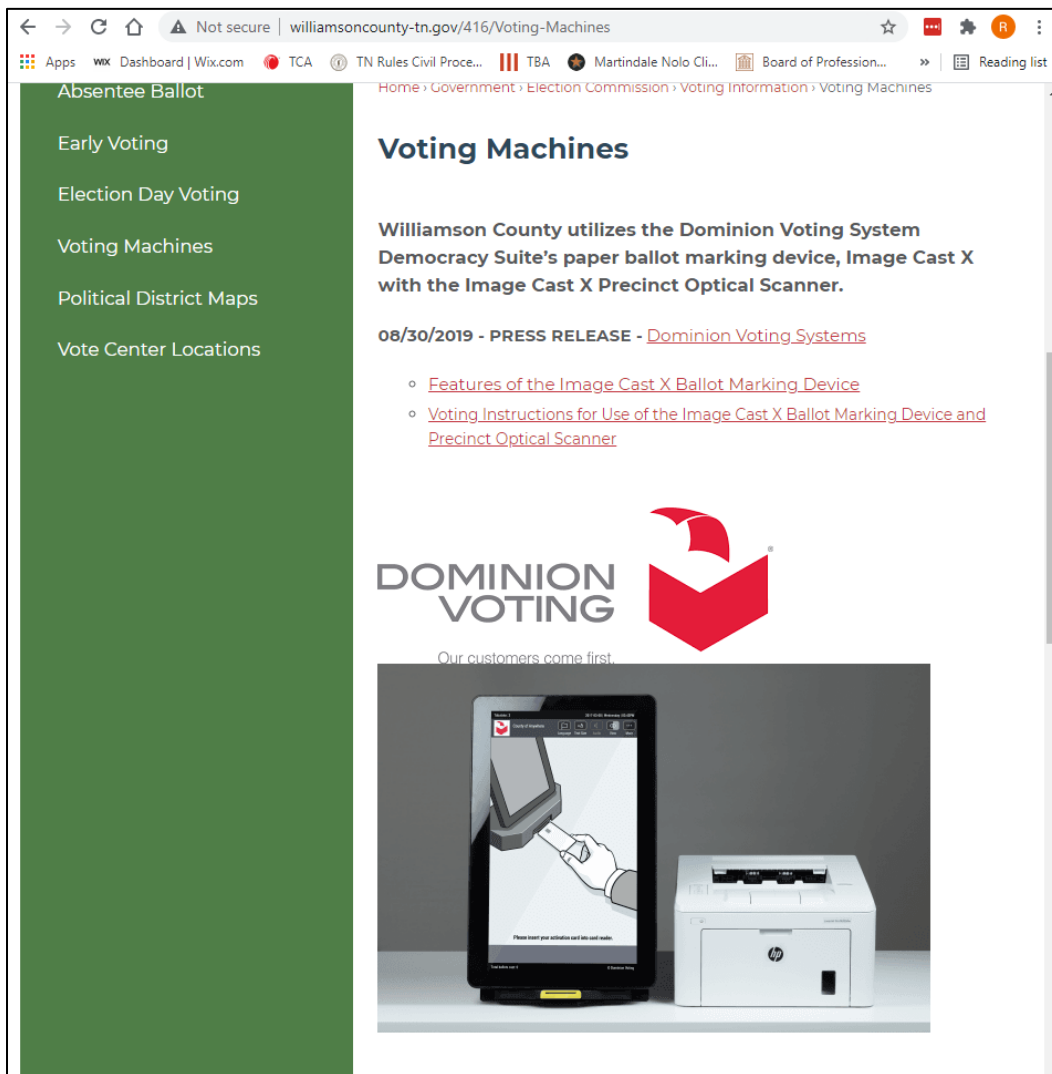 Not secure | williamsoncounty-tn.gov/416/Voting-Machines
R
Apps WIX Dashboard | Wix.com TCA TN Rules Civil Proce... TBA Martindale Nolo Cli... Board of Profession... » Reading list
Absentee Ballot
Early Voting
Election Day Voting
Voting Machines
Political District Maps
Vote Center Locations
Home › Government › Election Commission › Voting Information › Voting Machines
Voting Machines
Williamson County utilizes the Dominion Voting System
Democracy Suite's paper ballot marking device, Image Cast X
with the Image Cast X Precinct Optical Scanner.
08/30/2019 - PRESS RELEASE - Dominion Voting Systems
Features of the Image Cast X Ballot Marking Device
Voting Instructions for Use of the Image Cast X Ballot Marking Device and
Precinct Optical Scanner
DOMINION
VOTING
®
Our customers come first.
Please insert your activation card into card reader.
hp